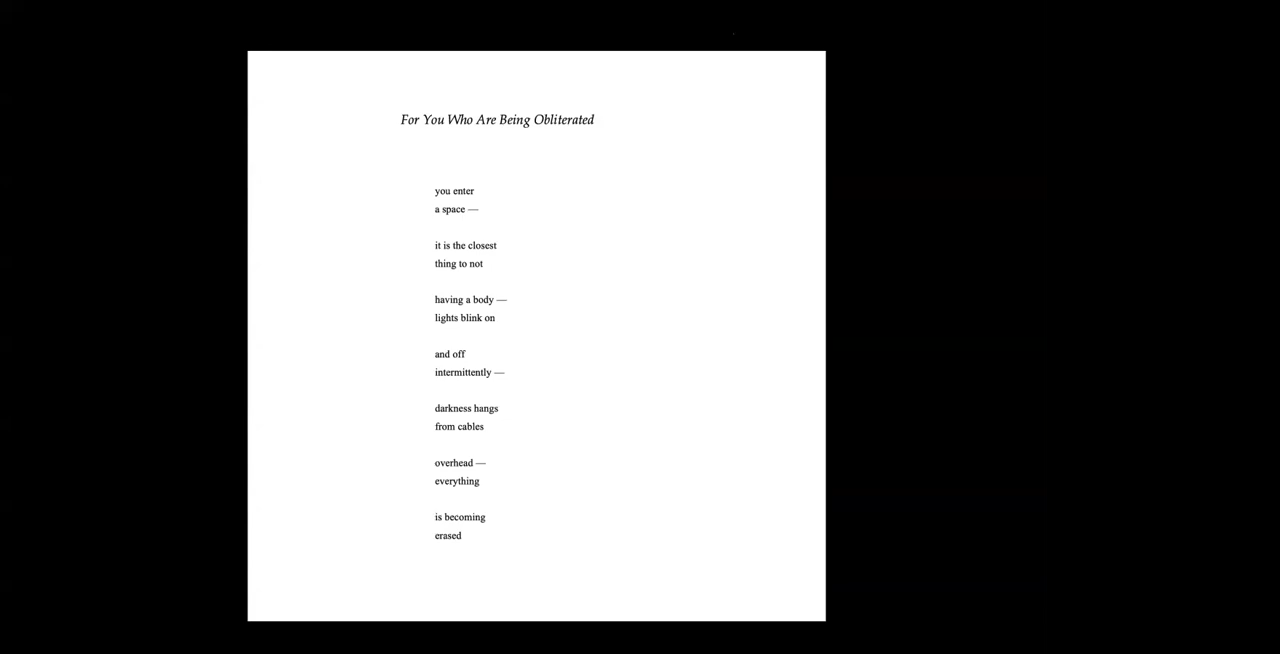 For You Who Are Being Obliterated
you enter
a space —
it is the closest
thing to not
having a body —
lights blink on
and off
intermittently —
darkness hangs
from cables
overhead —
everything
is becoming
erased